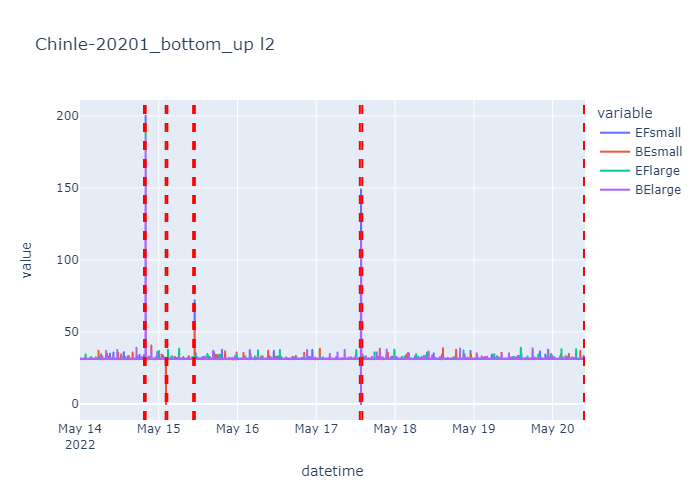 Chinle-20201_bottom_up l2
variable
EFsmall
BEsmall
EFlarge
BElarge
value
200
150
100
50
0
May 14
2022
May 15
May 16
May 17
May 18
May 19
May 20
datetime